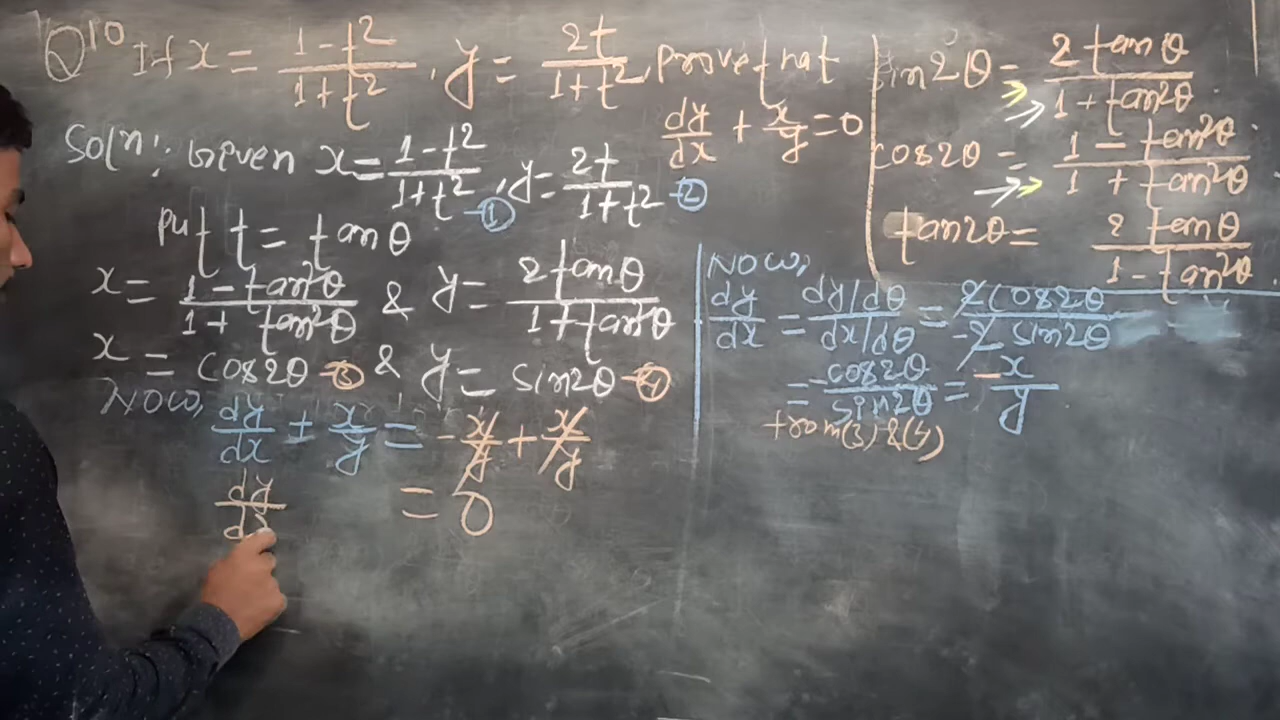 Q10 If x = 1-t²/1+t², y = 2t/1+t², prove that
dy/dx + x/y = 0
Soln: Given x = 1-t²/1+t² -①, y = 2t/1+t² -②
put t = tanθ
x = 1-tan²θ/1+tan²θ & y = 2tanθ/1+tan²θ
x = cos2θ -③ & y = sin2θ -④
Now, dy/dx + x/y = -x/y + x/y
= 0
dy/dx
sin2θ = 2tanθ/1+tan²θ
cos2θ = 1-tan²θ/1+tan²θ
tan2θ = 2tanθ/1-tan²θ
Now,
dy/dx = dy/dθ/dx/dθ = 2cos2θ/-2sin2θ
= -cos2θ/sin2θ = -x/y
from(3)&(4)